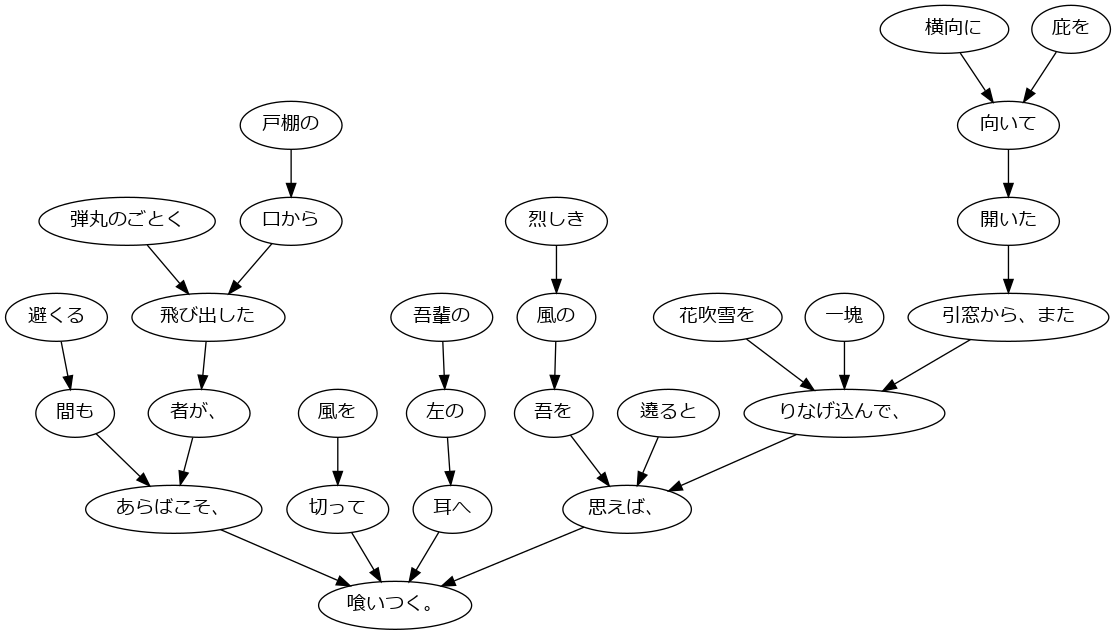 横向に
庇を
戸棚の
向いて
弾丸のごとく
口から
烈しき
開いた
避くる
飛び出した
吾輩の
風の
花吹雪を
一塊
引窓から、また
間も
者が、
風を
左の
吾を
遶ると
りなげ込んで、
あらばこそ、
切って
耳へ
思えば、
喰いつく。